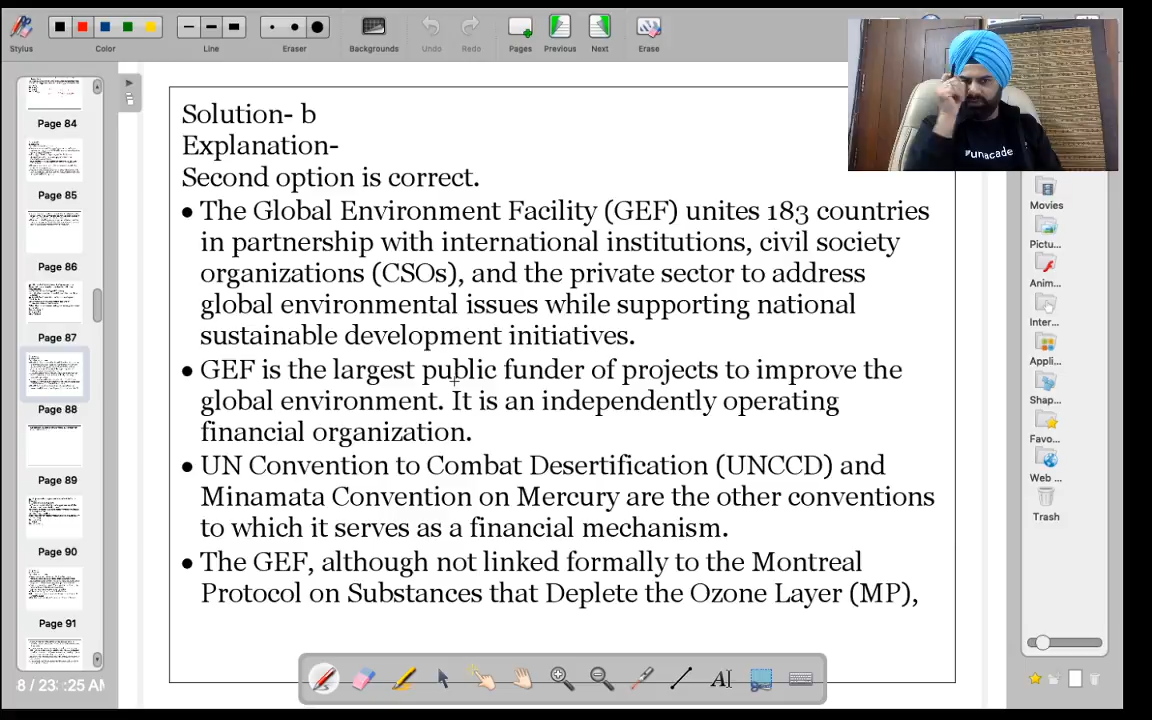 Stylus
Color
Line
Eraser
Backgrounds
Undo
Redo
Pages
Previous
Next
Erase
Page 84
Page 85
Page 86
Page 87
Page 88
Page 89
Page 90
Page 91
Solution- b
Explanation-
Second option is correct.
• The Global Environment Facility (GEF) unites 183 countries
in partnership with international institutions, civil society
organizations (CSOs), and the private sector to address
global environmental issues while supporting national
sustainable development initiatives.
• GEF is the largest public funder of projects to improve the
global environment. It is an independently operating
financial organization.
• UN Convention to Combat Desertification (UNCCD) and
Minamata Convention on Mercury are the other conventions
to which it serves as a financial mechanism.
• The GEF, although not linked formally to the Montreal
Protocol on Substances that Deplete the Ozone Layer (MP),
unacade
Movies
Pictu...
Anim...
Inter...
Appli...
Shap...
Favo...
Web ...
Trash
8 / 23
:25 AM